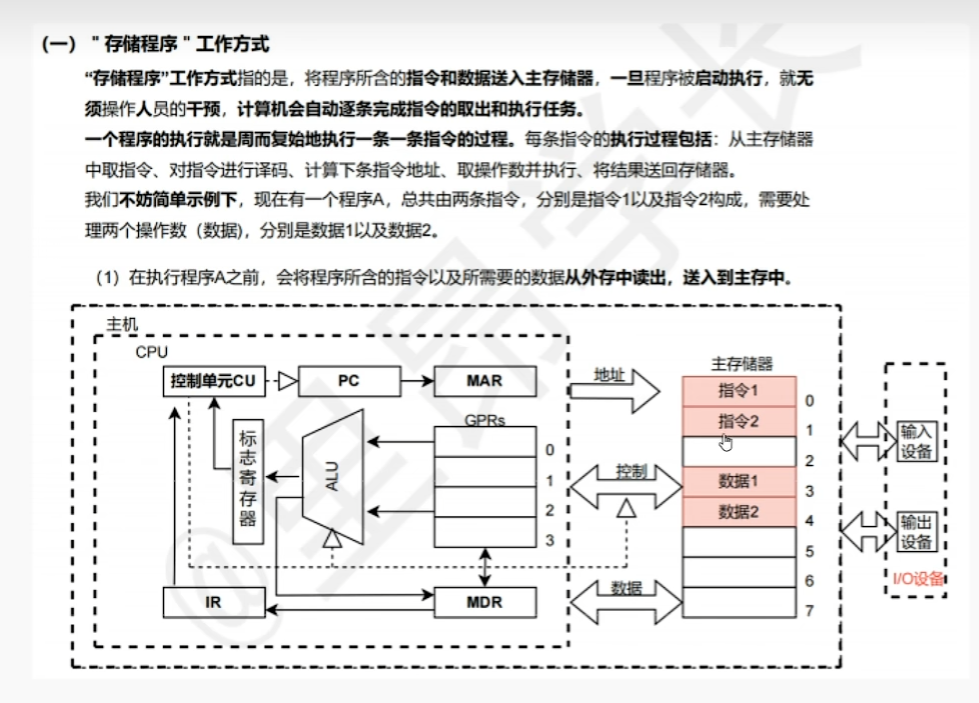 (一） " 存储程序 " 工作方式
“存储程序”工作方式指的是，将程序所含的指令和数据送入主存储器，一旦程序被启动执行，就无
须操作人员的干预，计算机会自动逐条完成指令的取出和执行任务。
一个程序的执行就是周而复始地执行一条一条指令的过程。每条指令的执行过程包括：从主存储器
中取指令、对指令进行译码、计算下条指令地址、取操作数并执行、将结果送回存储器。
我们不妨简单示例下，现在有一个程序A，总共由两条指令，分别是指令1以及指令2构成，需要处
理两个操作数（数据），分别是数据1以及数据2。
（1）在执行程序A之前，会将程序所含的指令以及所需要的数据从外存中读出，送入到主存中。
主机
CPU
控制单元CU
PC
MAR
地址
主存储器
指令1
0
指令2
1
2
数据1
3
数据2
4
5
6
7
GPRs
0
1
2
3
标志寄存器
ALU
控制
数据
IR
MDR
输入
设备
输出
设备
I/O设备